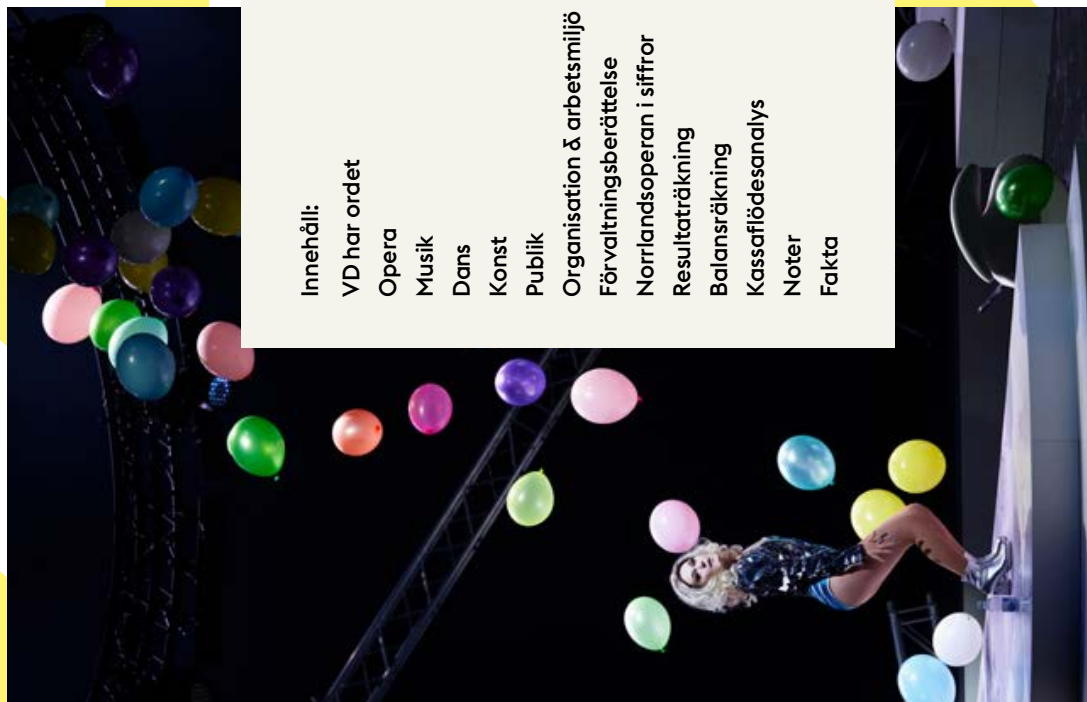 Innehåll:
VD har ordet
Opera
Musik
Dans
Konst
Publik
Organisation & arbetsmiljö
Förvaltningsberättelse
Norrlandsoperan i siffror
Resultaträkning
Balansräkning
Kassaflödesanalys
Noter
Fakta